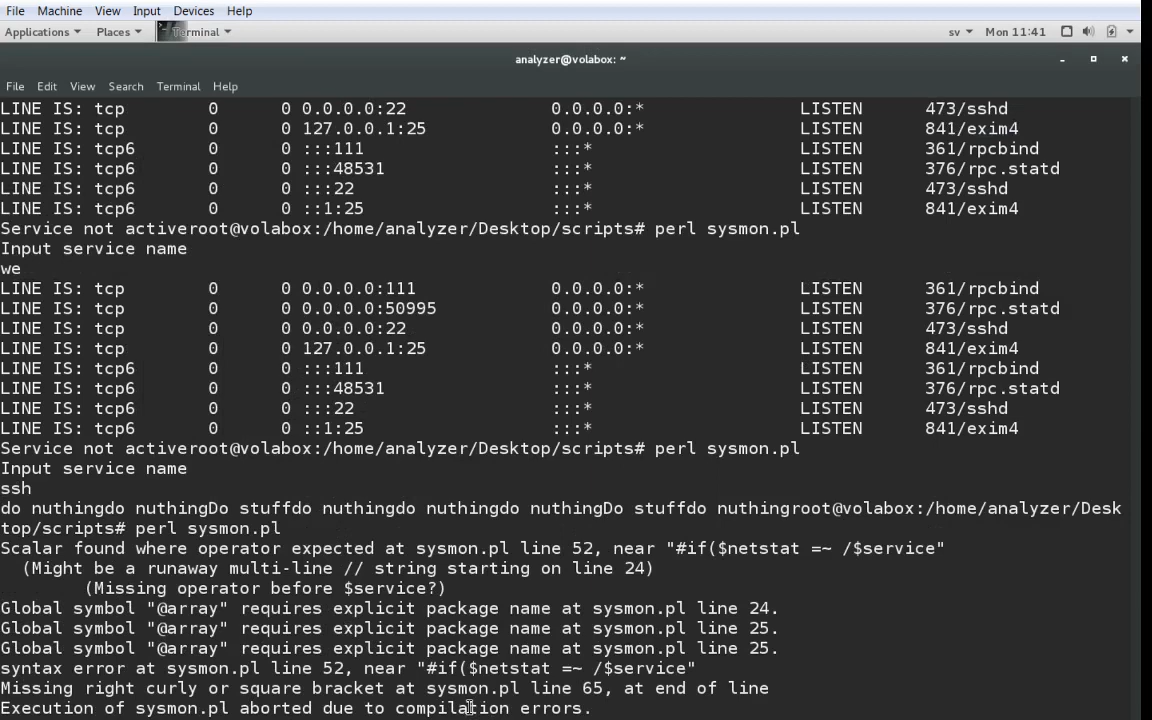 File Machine View Input Devices Help
Applications Places Terminal sv Mon 11:41
analyzer@volabox: ~
File Edit View Search Terminal Help
LINE IS: tcp 0 0 0.0.0.0:22 0.0.0.0:* LISTEN 473/sshd
LINE IS: tcp 0 0 127.0.0.1:25 0.0.0.0:* LISTEN 841/exim4
LINE IS: tcp6 0 0 :::111 :::* LISTEN 361/rpcbind
LINE IS: tcp6 0 0 :::48531 :::* LISTEN 376/rpc.statd
LINE IS: tcp6 0 0 :::22 :::* LISTEN 473/sshd
LINE IS: tcp6 0 0 ::1:25 :::* LISTEN 841/exim4
Service not activeroot@volabox:/home/analyzer/Desktop/scripts# perl sysmon.pl
Input service name
we
LINE IS: tcp 0 0 0.0.0.0:111 0.0.0.0:* LISTEN 361/rpcbind
LINE IS: tcp 0 0 0.0.0.0:50995 0.0.0.0:* LISTEN 376/rpc.statd
LINE IS: tcp 0 0 0.0.0.0:22 0.0.0.0:* LISTEN 473/sshd
LINE IS: tcp 0 0 127.0.0.1:25 0.0.0.0:* LISTEN 841/exim4
LINE IS: tcp6 0 0 :::111 :::* LISTEN 361/rpcbind
LINE IS: tcp6 0 0 :::48531 :::* LISTEN 376/rpc.statd
LINE IS: tcp6 0 0 :::22 :::* LISTEN 473/sshd
LINE IS: tcp6 0 0 ::1:25 :::* LISTEN 841/exim4
Service not activeroot@volabox:/home/analyzer/Desktop/scripts# perl sysmon.pl
Input service name
ssh
do nuthingdo nuthingDo stuffdo nuthingdo nuthingdo nuthingDo stuffdo nuthingroot@volabox:/home/analyzer/Desk
top/scripts# perl sysmon.pl
Scalar found where operator expected at sysmon.pl line 52, near "#if($netstat =~ /$service"
(Might be a runaway multi-line // string starting on line 24)
(Missing operator before $service?)
Global symbol "@array" requires explicit package name at sysmon.pl line 24.
Global symbol "@array" requires explicit package name at sysmon.pl line 25.
Global symbol "@array" requires explicit package name at sysmon.pl line 25.
syntax error at sysmon.pl line 52, near "#if($netstat =~ /$service"
Missing right curly or square bracket at sysmon.pl line 65, at end of line
Execution of sysmon.pl aborted due to compilation errors.